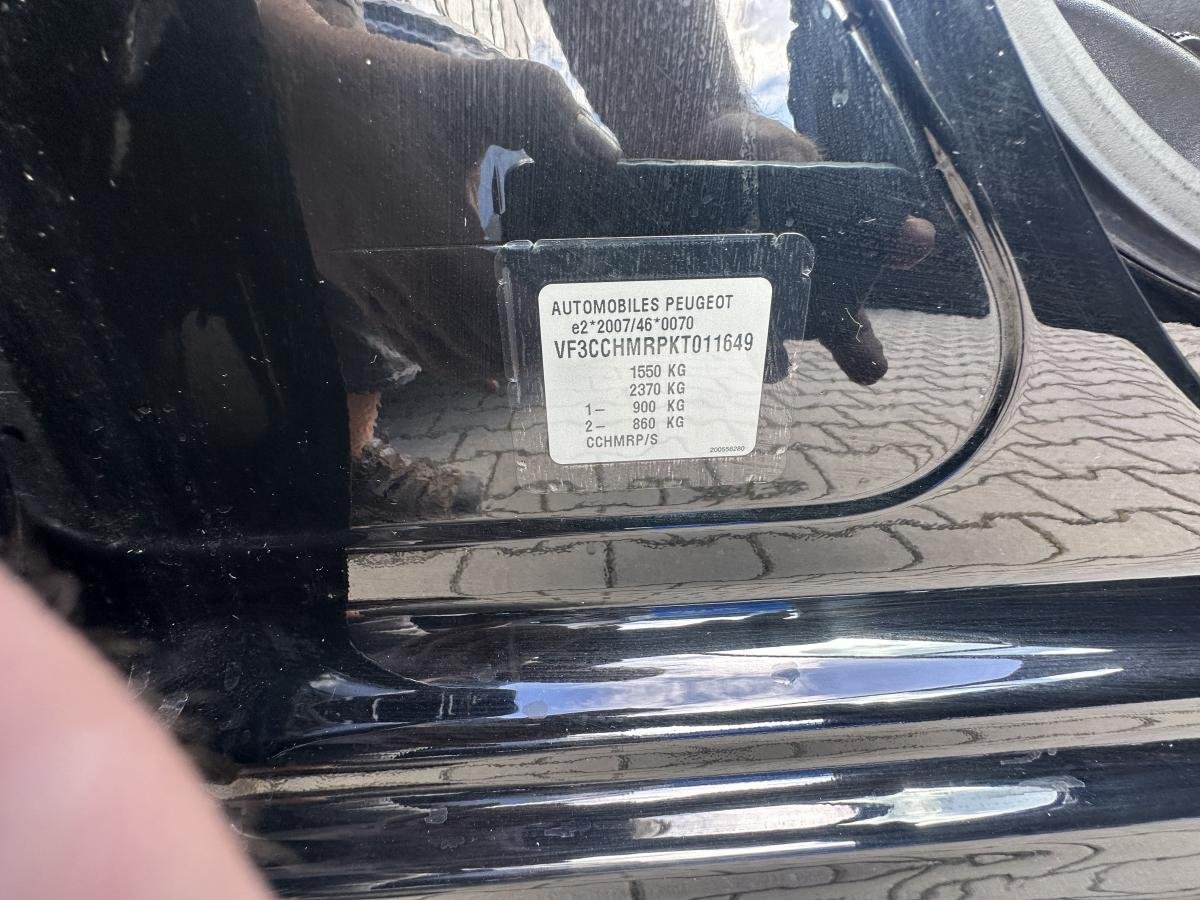 AUTOMOBILES PEUGEOT
e2*2007/46*0070
VF3CCHMRPKT011649
1550 KG
2370 KG
1– 900 KG
2– 860 KG
CCHMRP/S
200556280